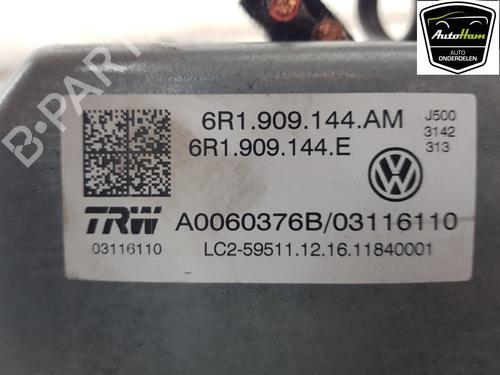 AutoHam
AUTO
ONDERDELEN
6R1.909.144.AM
J500
6R1.909.144.E
3142
313
TRW
A0060376B/03116110
03116110
LC2-59511.12.16.11840001
B-PARTS